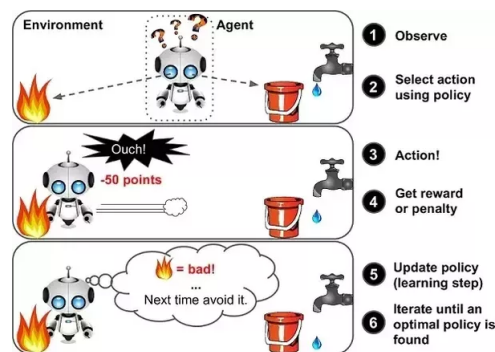 Environment
Agent
? ? ?
1 Observe
2 Select action
using policy
Ouch!
-50 points
3 Action!
4 Get reward
or penalty
= bad!
...
Next time avoid it.
5 Update policy
(learning step)
6 Iterate until an
optimal policy is
found